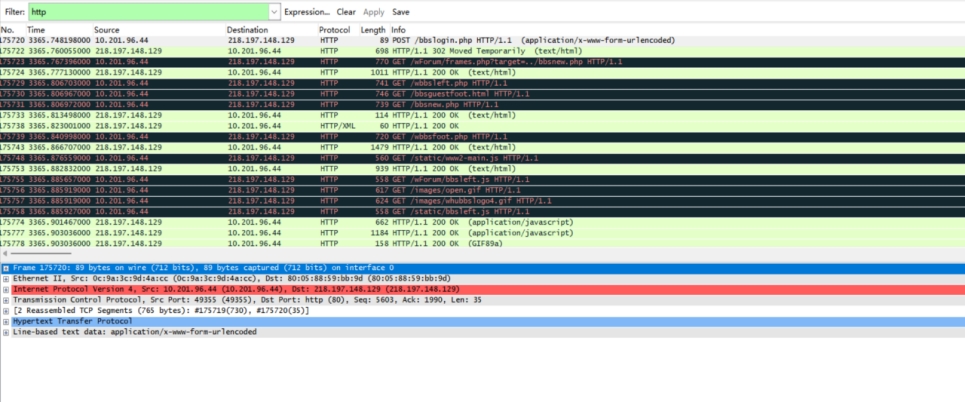 Filter: http Expression... Clear Apply Save
No. Time Source Destination Protocol Length Info
175720 3365.748198000 10.201.96.44 218.197.148.129 HTTP 89 POST /bbslogin.php HTTP/1.1 (application/x-www-form-urlencoded)
175722 3365.760055000 218.197.148.129 10.201.96.44 HTTP 698 HTTP/1.1 302 Moved Temporarily (text/html)
175723 3365.767396000 10.201.96.44 218.197.148.129 HTTP 770 GET /wForum/frames.php?target=../bbsnew.php HTTP/1.1
175724 3365.777130000 218.197.148.129 10.201.96.44 HTTP 1011 HTTP/1.1 200 OK (text/html)
175729 3365.806703000 10.201.96.44 218.197.148.129 HTTP 741 GET /wbbsleft.php HTTP/1.1
175730 3365.806967000 10.201.96.44 218.197.148.129 HTTP 746 GET /bbsguestfoot.html HTTP/1.1
175731 3365.806972000 10.201.96.44 218.197.148.129 HTTP 739 GET /bbsnew.php HTTP/1.1
175733 3365.813498000 218.197.148.129 10.201.96.44 HTTP 114 HTTP/1.1 200 OK (text/html)
175738 3365.823001000 218.197.148.129 10.201.96.44 HTTP/XML 60 HTTP/1.1 200 OK
175739 3365.840998000 10.201.96.44 218.197.148.129 HTTP 720 GET /wbbsfoot.php HTTP/1.1
175743 3365.866707000 218.197.148.129 10.201.96.44 HTTP 1479 HTTP/1.1 200 OK (text/html)
175748 3365.876559000 10.201.96.44 218.197.148.129 HTTP 560 GET /static/www2-main.js HTTP/1.1
175753 3365.882832000 218.197.148.129 10.201.96.44 HTTP 939 HTTP/1.1 200 OK (text/html)
175755 3365.885657000 10.201.96.44 218.197.148.129 HTTP 558 GET /wForum/bbsleft.js HTTP/1.1
175756 3365.885919000 10.201.96.44 218.197.148.129 HTTP 617 GET /images/open.gif HTTP/1.1
175757 3365.885923000 10.201.96.44 218.197.148.129 HTTP 624 GET /images/whubbslogo4.gif HTTP/1.1
175758 3365.885927000 10.201.96.44 218.197.148.129 HTTP 558 GET /static/bbsleft.js HTTP/1.1
175774 3365.901467000 218.197.148.129 10.201.96.44 HTTP 662 HTTP/1.1 200 OK (application/javascript)
175777 3365.903036000 218.197.148.129 10.201.96.44 HTTP 1184 HTTP/1.1 200 OK (application/javascript)
175778 3365.903036000 218.197.148.129 10.201.96.44 HTTP 158 HTTP/1.1 200 OK (GIF89a)
Frame 175720: 89 bytes on wire (712 bits), 89 bytes captured (712 bits) on interface 0
Ethernet II, Src: 0c:9a:3c:9d:4a:cc (0c:9a:3c:9d:4a:cc), Dst: 80:05:88:59:bb:9d (80:05:88:59:bb:9d)
Internet Protocol Version 4, Src: 10.201.96.44 (10.201.96.44), Dst: 218.197.148.129 (218.197.148.129)
Transmission Control Protocol, Src Port: 49355 (49355), Dst Port: http (80), Seq: 5603, Ack: 1990, Len: 35
[2 Reassembled TCP Segments (765 bytes): #175719(730), #175720(35)]
Hypertext Transfer Protocol
Line-based text data: application/x-www-form-urlencoded